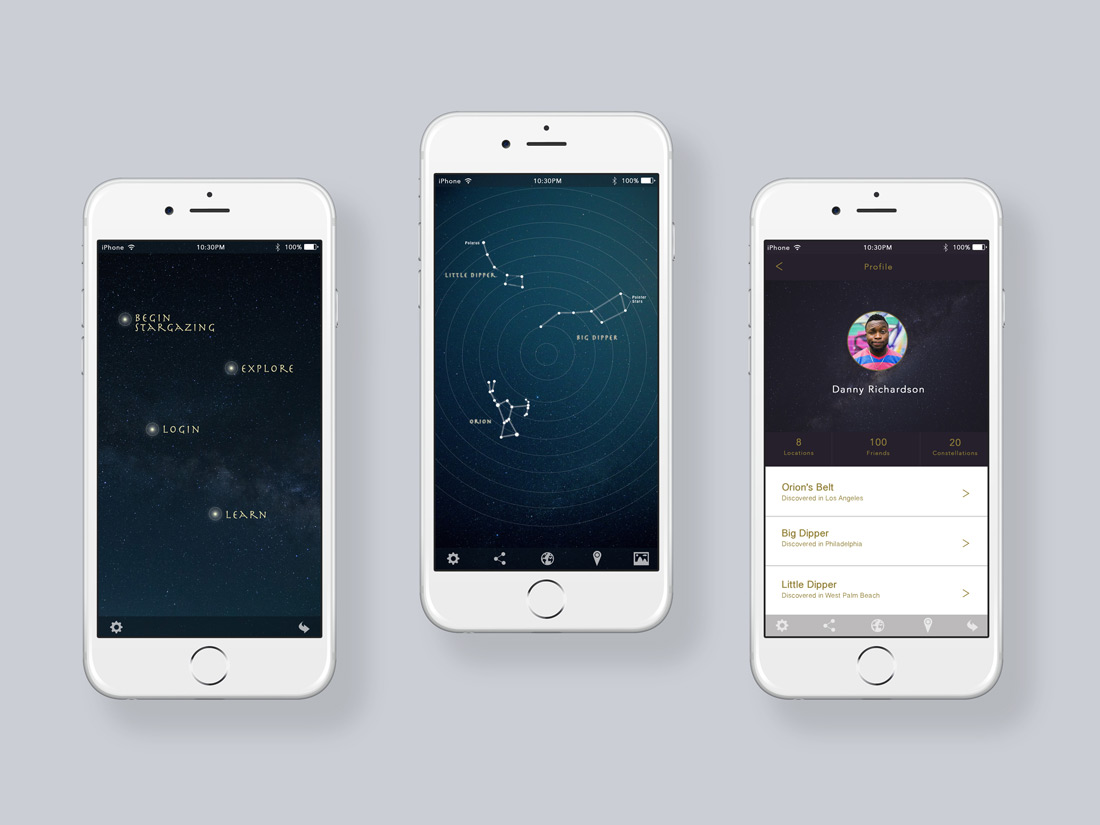 iPhone 10:30PM 100%
BEGIN
STARGAZING
EXPLORE
LOGIN
LEARN
iPhone 10:30PM 100%
Polaris
LITTLE DIPPER
Pointer
Stars
BIG DIPPER
ORION
iPhone 10:30PM 100%
Profile
Danny Richardson
8 100 20
Locations Friends Constellations
Orion's Belt
Discovered in Los Angeles
Big Dipper
Discovered in Philadelphia
Little Dipper
Discovered in West Palm Beach